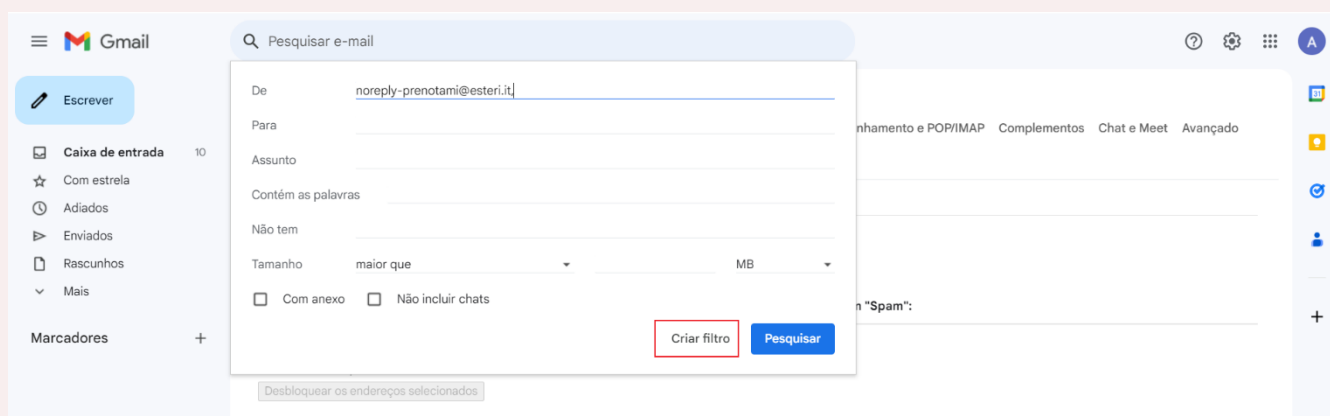 Gmail
Pesquisar e-mail
A
Escrever
De noreply-prenotami@esteri.it,
31
Para
nhamento e POP/IMAP Complementos Chat e Meet Avançado
Caixa de entrada 10
Assunto
Com estrela
Contém as palavras
Adiados
Não tem
Enviados
Rascunhos
Tamanho maior que MB
Mais
Com anexo Não incluir chats
n "Spam":
Marcadores +
Criar filtro Pesquisar
Desbloquear os endereços selecionados